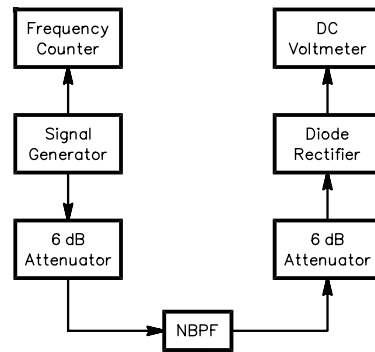 Frequency
Counter
DC
Voltmeter
Signal
Generator
Diode
Rectifier
6 dB
Attenuator
6 dB
Attenuator
NBPF